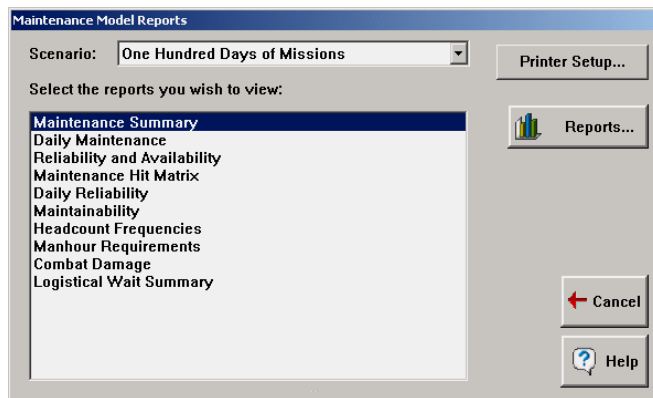 Maintenance Model Reports
Scenario: One Hundred Days of Missions
Printer Setup...
Select the reports you wish to view:
Reports...
Maintenance Summary
Daily Maintenance
Reliability and Availability
Maintenance Hit Matrix
Daily Reliability
Maintainability
Headcount Frequencies
Manhour Requirements
Combat Damage
Logistical Wait Summary
Cancel
Help